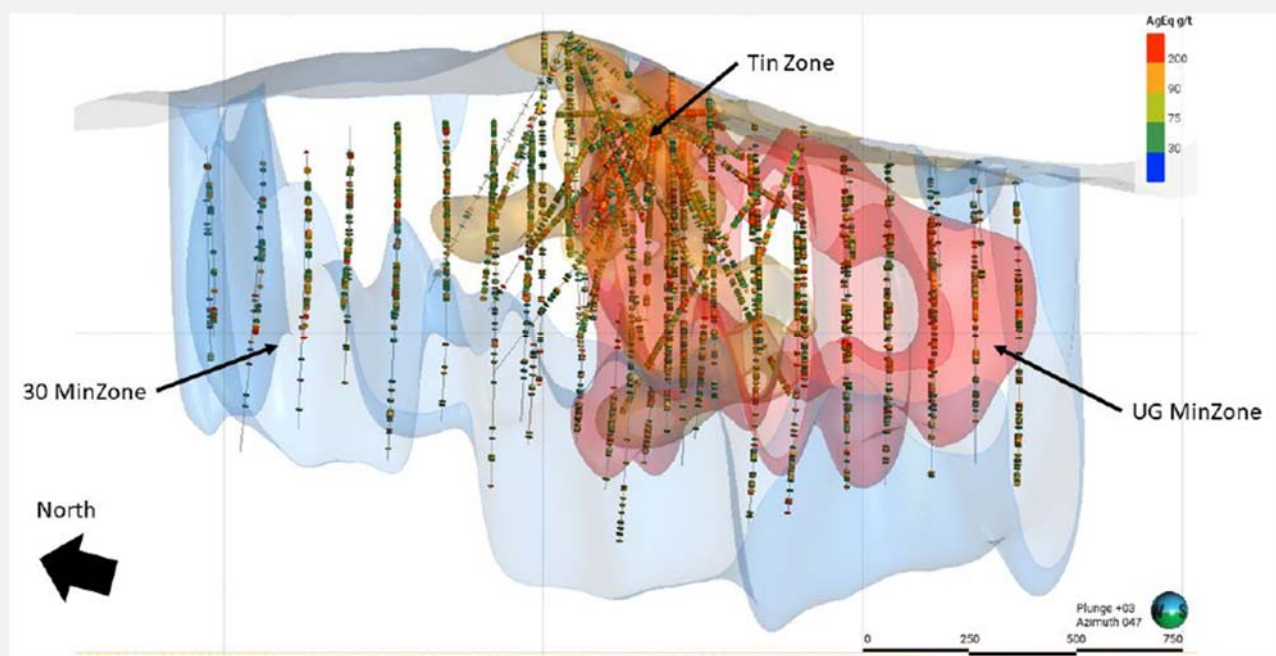 AgEq g/t
200
90
75
30
Tin Zone
30 MinZone
UG MinZone
North
Plunge +03
Azimuth 047
N S
0 250 500 750